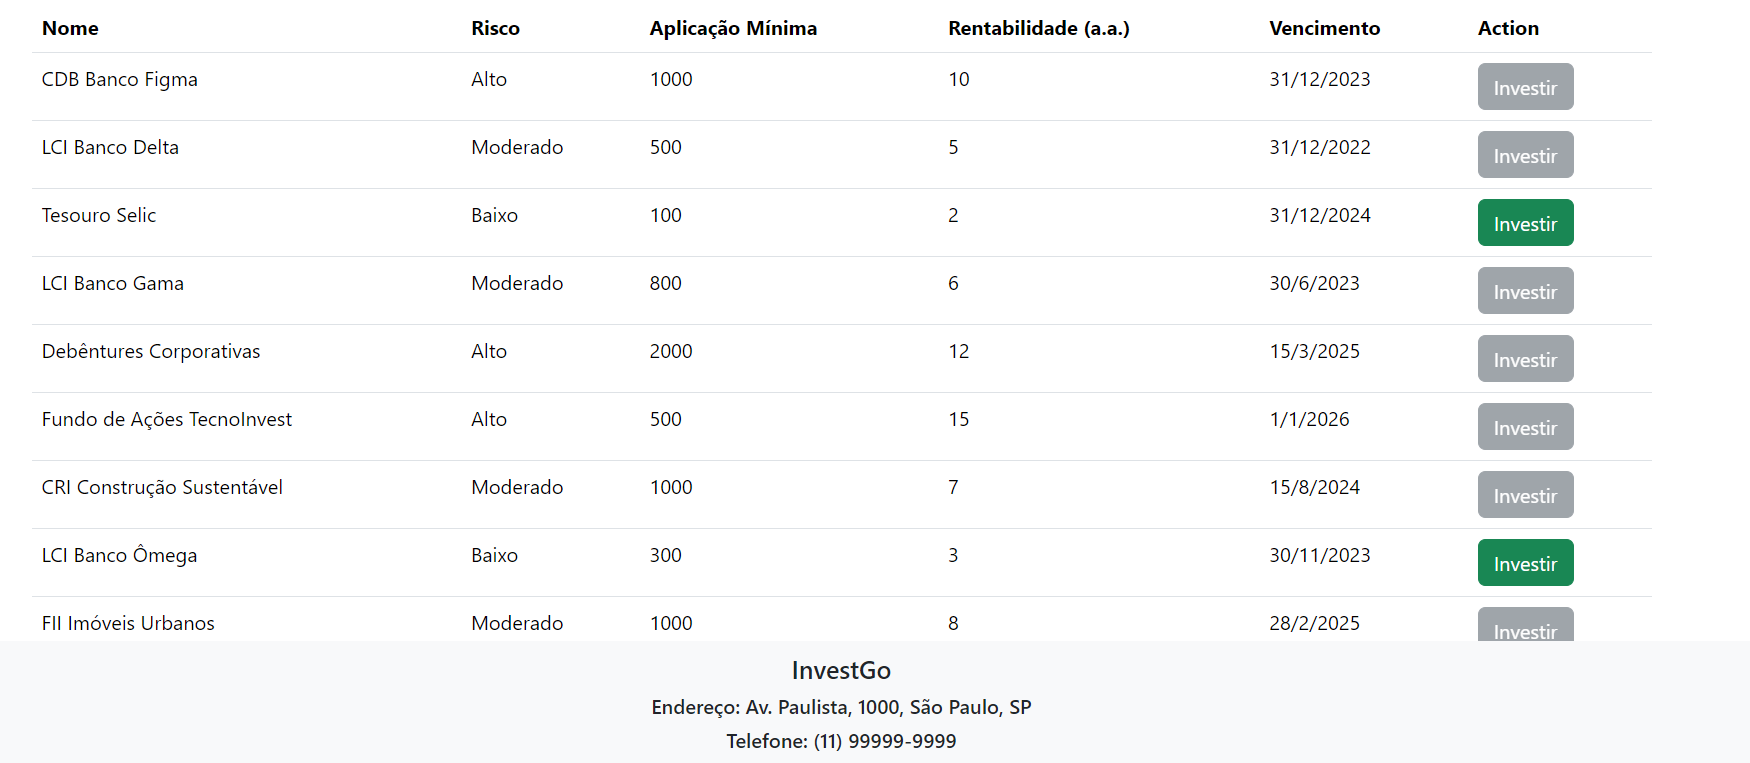 Nome Risco Aplicação Mínima Rentabilidade (a.a.) Vencimento Action
CDB Banco Figma Alto 1000 10 31/12/2023 Investir
LCI Banco Delta Moderado 500 5 31/12/2022 Investir
Tesouro Selic Baixo 100 2 31/12/2024 Investir
LCI Banco Gama Moderado 800 6 30/6/2023 Investir
Debêntures Corporativas Alto 2000 12 15/3/2025 Investir
Fundo de Ações TecnoInvest Alto 500 15 1/1/2026 Investir
CRI Construção Sustentável Moderado 1000 7 15/8/2024 Investir
LCI Banco Ômega Baixo 300 3 30/11/2023 Investir
FII Imóveis Urbanos Moderado 1000 8 28/2/2025 Investir
InvestGo
Endereço: Av. Paulista, 1000, São Paulo, SP
Telefone: (11) 99999-9999